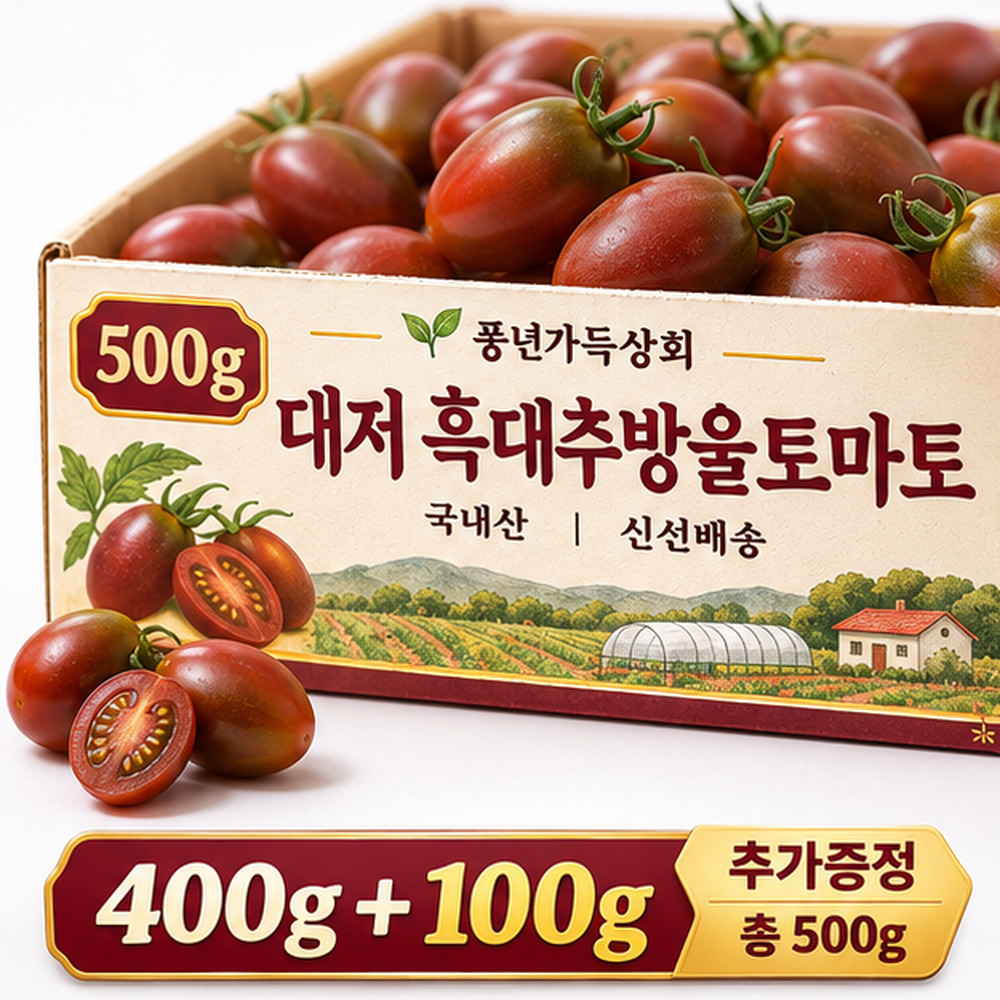 500g
풍년가득상회
대저 흑대추방울토마토
국내산 | 신선배송
400g + 100g
추가증정
총 500g